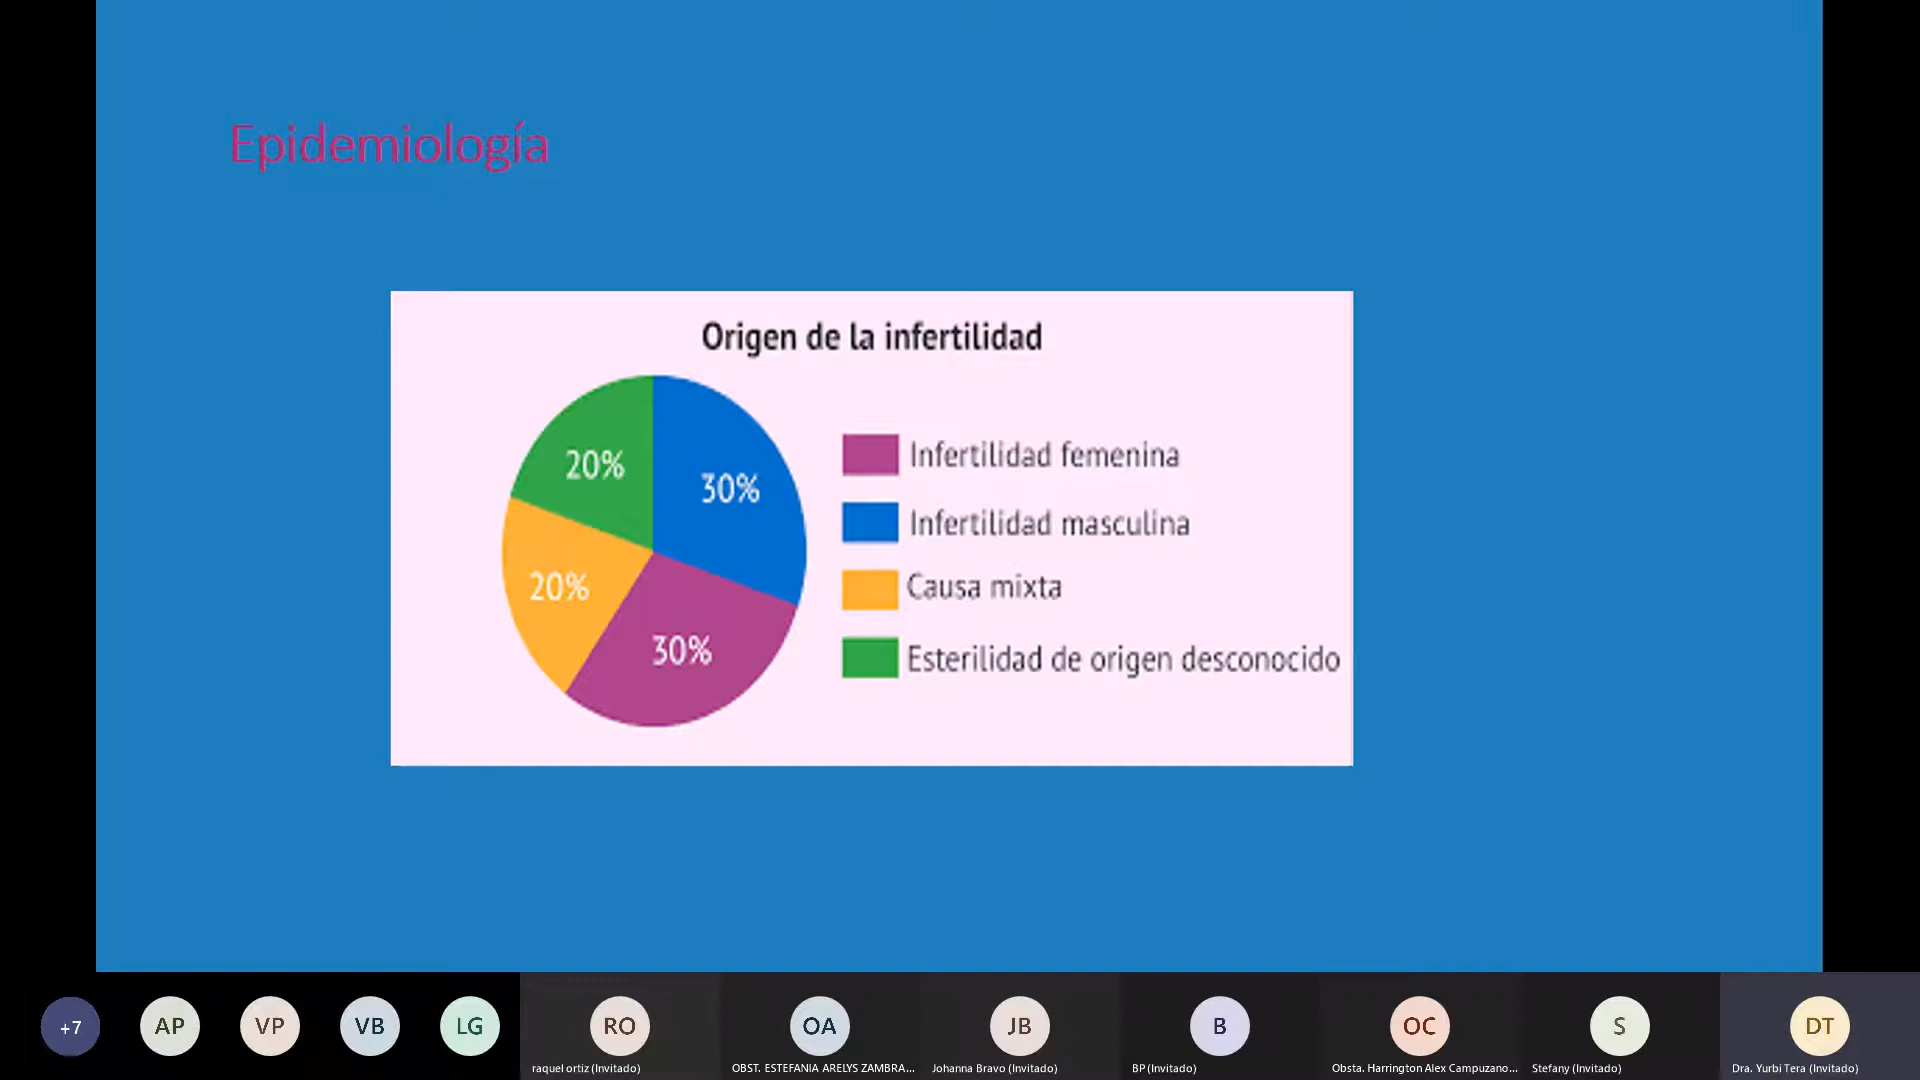 Epidemiología
Origen de la infertilidad
20%
30%
20%
30%
Infertilidad femenina
Infertilidad masculina
Causa mixta
Esterilidad de origen desconocido
+7
AP
VP
VB
LG
RO
OA
JB
B
OC
S
DT
raquel ortiz (Invitado)
OBST. ESTEFANIA ARELYS ZAMBRA...
Johanna Bravo (Invitado)
BP (Invitado)
Obsta. Harrington Alex Campuzano...
Stefany (Invitado)
Dra. Yurbi Tera (Invitado)